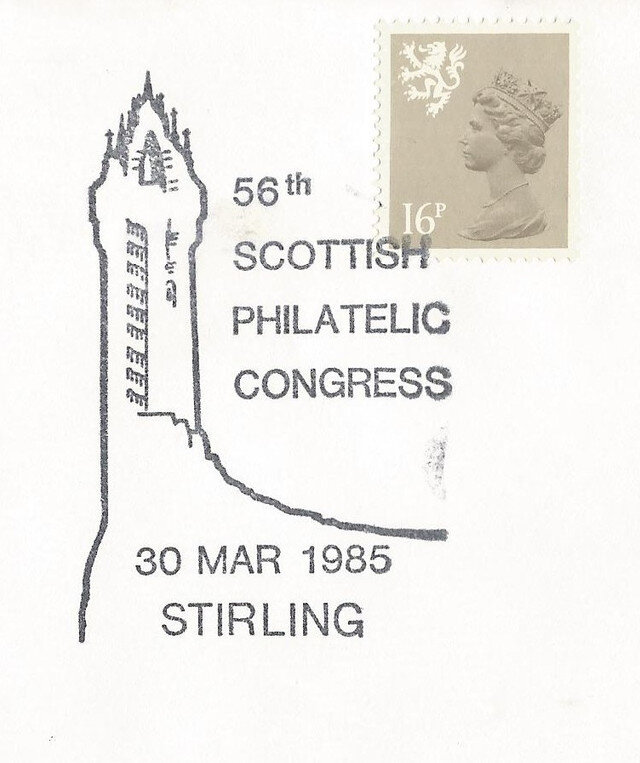 16P
56th
SCOTTISH
PHILATELIC
CONGRESS
30 MAR 1985
STIRLING